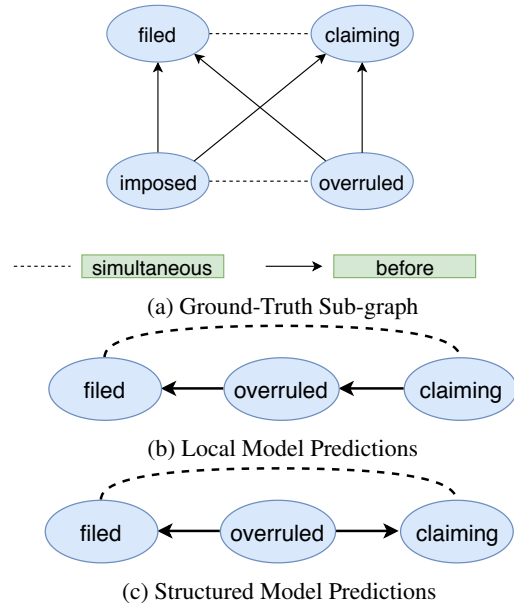 filed claiming
imposed overruled
simultaneous before
(a) Ground-Truth Sub-graph
filed overruled claiming
(b) Local Model Predictions
filed overruled claiming
(c) Structured Model Predictions